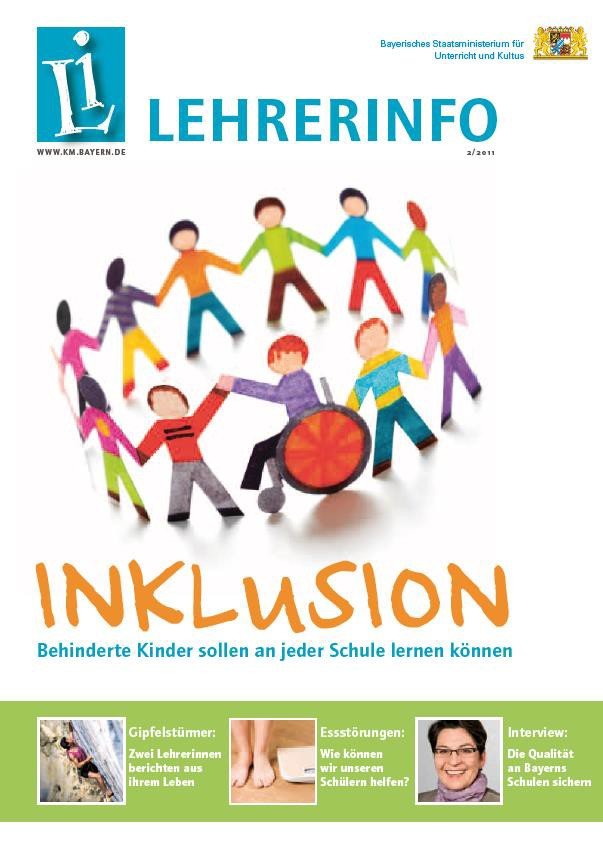 Bayerisches Staatsministerium für
Unterricht und Kultus
Li
LEHRERINFO
WWW.KM.BAYERN.DE
2/2011
INKLUSION
Behinderte Kinder sollen an jeder Schule lernen können
Gipfelstürmer:
Zwei Lehrerinnen
berichten aus
ihrem Leben
Essstörungen:
Wie können
wir unseren
Schülern helfen?
Interview:
Die Qualität
an Bayerns
Schulen sichern